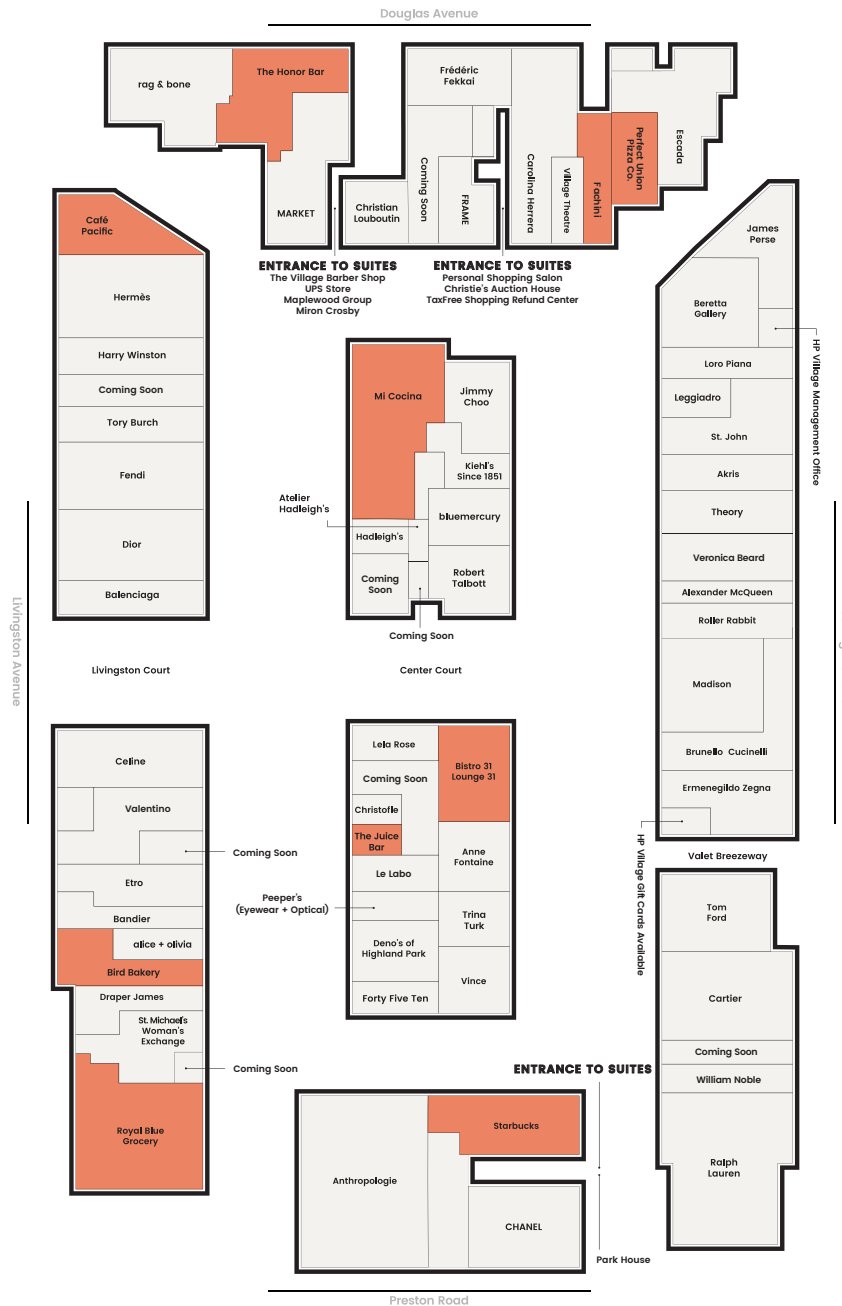 Douglas Avenue
rag & bone
The Honor Bar
MARKET
Frédéric
Fekkai
Christian
Louboutin
Coming Soon
FRAME
Carolina Herrera
Village Theatre
Fachini
Perfect Union
Pizza Co.
Escada
ENTRANCE TO SUITES
The Village Barber Shop
UPS Store
Maplewood Group
Miron Crosby
ENTRANCE TO SUITES
Personal Shopping Salon
Christie's Auction House
TaxFree Shopping Refund Center
Café
Pacific
Hermès
Harry Winston
Coming Soon
Tory Burch
Fendi
Dior
Balenciaga
Mi Cocina
Jimmy
Choo
Kiehl's
Since 1851
Atelier
Hadleigh's
bluemercury
Hadleigh's
Coming
Soon
Robert
Talbott
Coming Soon
James
Perse
Beretta
Gallery
HP Village Management Office
Loro Piana
Leggiadro
St. John
Akris
Theory
Veronica Beard
Alexander McQueen
Roller Rabbit
Madison
Brunello Cucinelli
Ermenegildo Zegna
HP Village Gift Cards Available
Livingston Avenue
Livingston Court
Center Court
Valet Breezeway
Celine
Valentino
Coming Soon
Etro
Bandier
alice + olivia
Bird Bakery
Draper James
St. Michael's
Woman's
Exchange
Coming Soon
Royal Blue
Grocery
Lela Rose
Bistro 31
Lounge 31
Coming Soon
Christofle
The Juice
Bar
Anne
Fontaine
Le Labo
Peeper's
(Eyewear + Optical)
Trina
Turk
Deno's of
Highland Park
Vince
Forty Five Ten
Tom
Ford
Cartier
Coming Soon
William Noble
Ralph
Lauren
ENTRANCE TO SUITES
Anthropologie
Starbucks
CHANEL
Park House
Preston Road